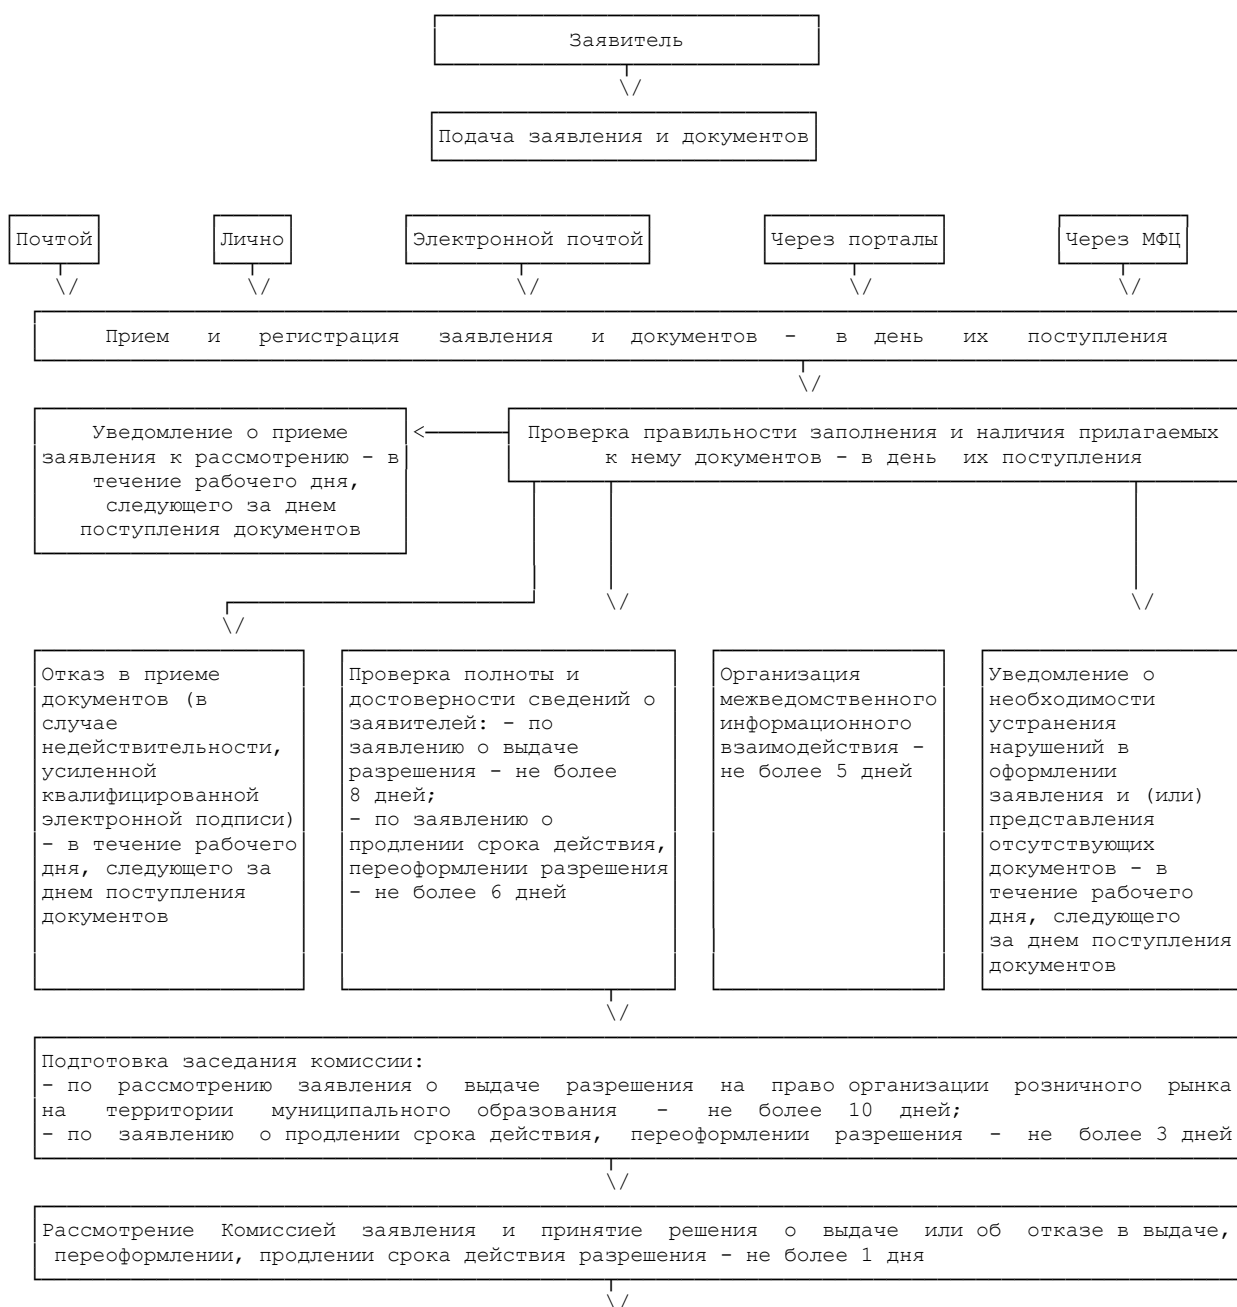 Заявитель
Подача заявления и документов
Почтой
Лично
Электронной почтой
Через порталы
Через МФЦ
Прием и регистрация заявления и документов - в день их поступления
Уведомление о приеме
заявления к рассмотрению - в
течение рабочего дня,
следующего за днем
поступления документов
Проверка правильности заполнения и наличия прилагаемых
к нему документов - в день их поступления
Отказ в приеме
документов (в
случае
недействительности,
усиленной
квалифицированной
электронной подписи)
- в течение рабочего
дня, следующего за
днем поступления
документов
Проверка полноты и
достоверности сведений о
заявителей: - по
заявлению о выдаче
разрешения - не более
8 дней;
- по заявлению о
продлении срока действия,
переоформлении разрешения
- не более 6 дней
Организация
межведомственного
информационного
взаимодействия -
не более 5 дней
Уведомление о
необходимости
устранения
нарушений в
оформлении
заявления и (или)
представления
отсутствующих
документов - в
течение рабочего
дня, следующего
за днем поступления
документов
Подготовка заседания комиссии:
- по рассмотрению заявления о выдаче разрешения на право организации розничного рынка
на территории муниципального образования - не более 10 дней;
- по заявлению о продлении срока действия, переоформлении разрешения - не более 3 дней
Рассмотрение Комиссией заявления и принятие решения о выдаче или об отказе в выдаче,
переоформлении, продлении срока действия разрешения - не более 1 дня